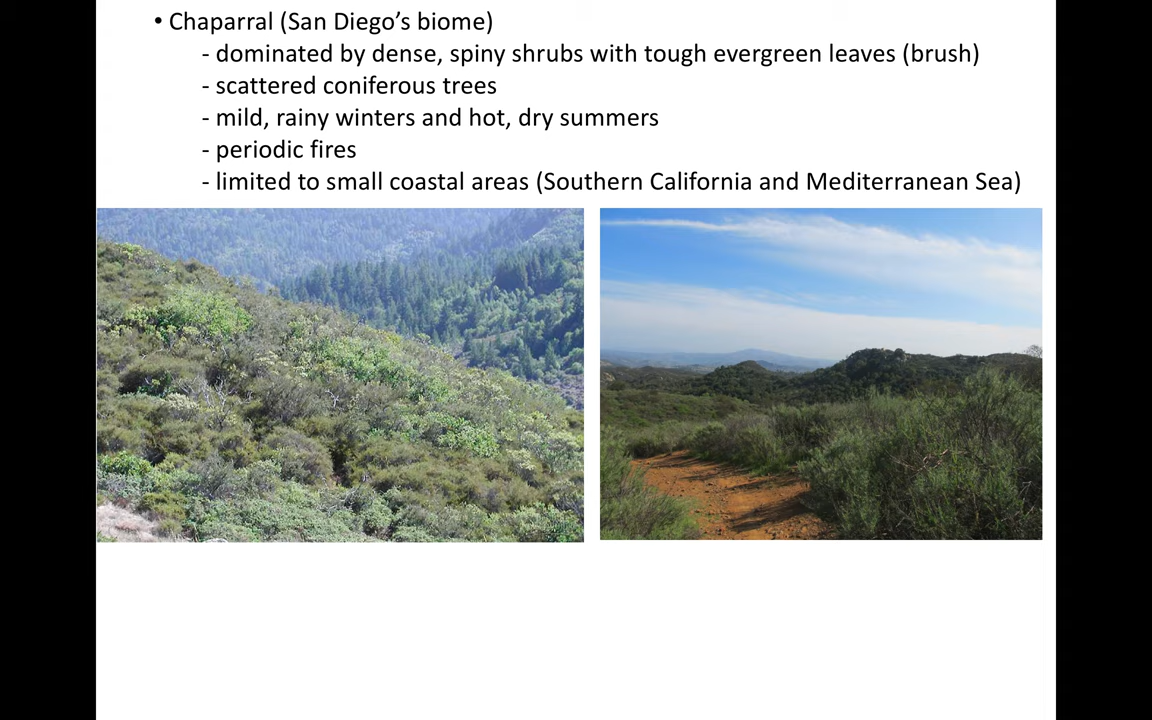 • Chaparral (San Diego’s biome)
- dominated by dense, spiny shrubs with tough evergreen leaves (brush)
- scattered coniferous trees
- mild, rainy winters and hot, dry summers
- periodic fires
- limited to small coastal areas (Southern California and Mediterranean Sea)